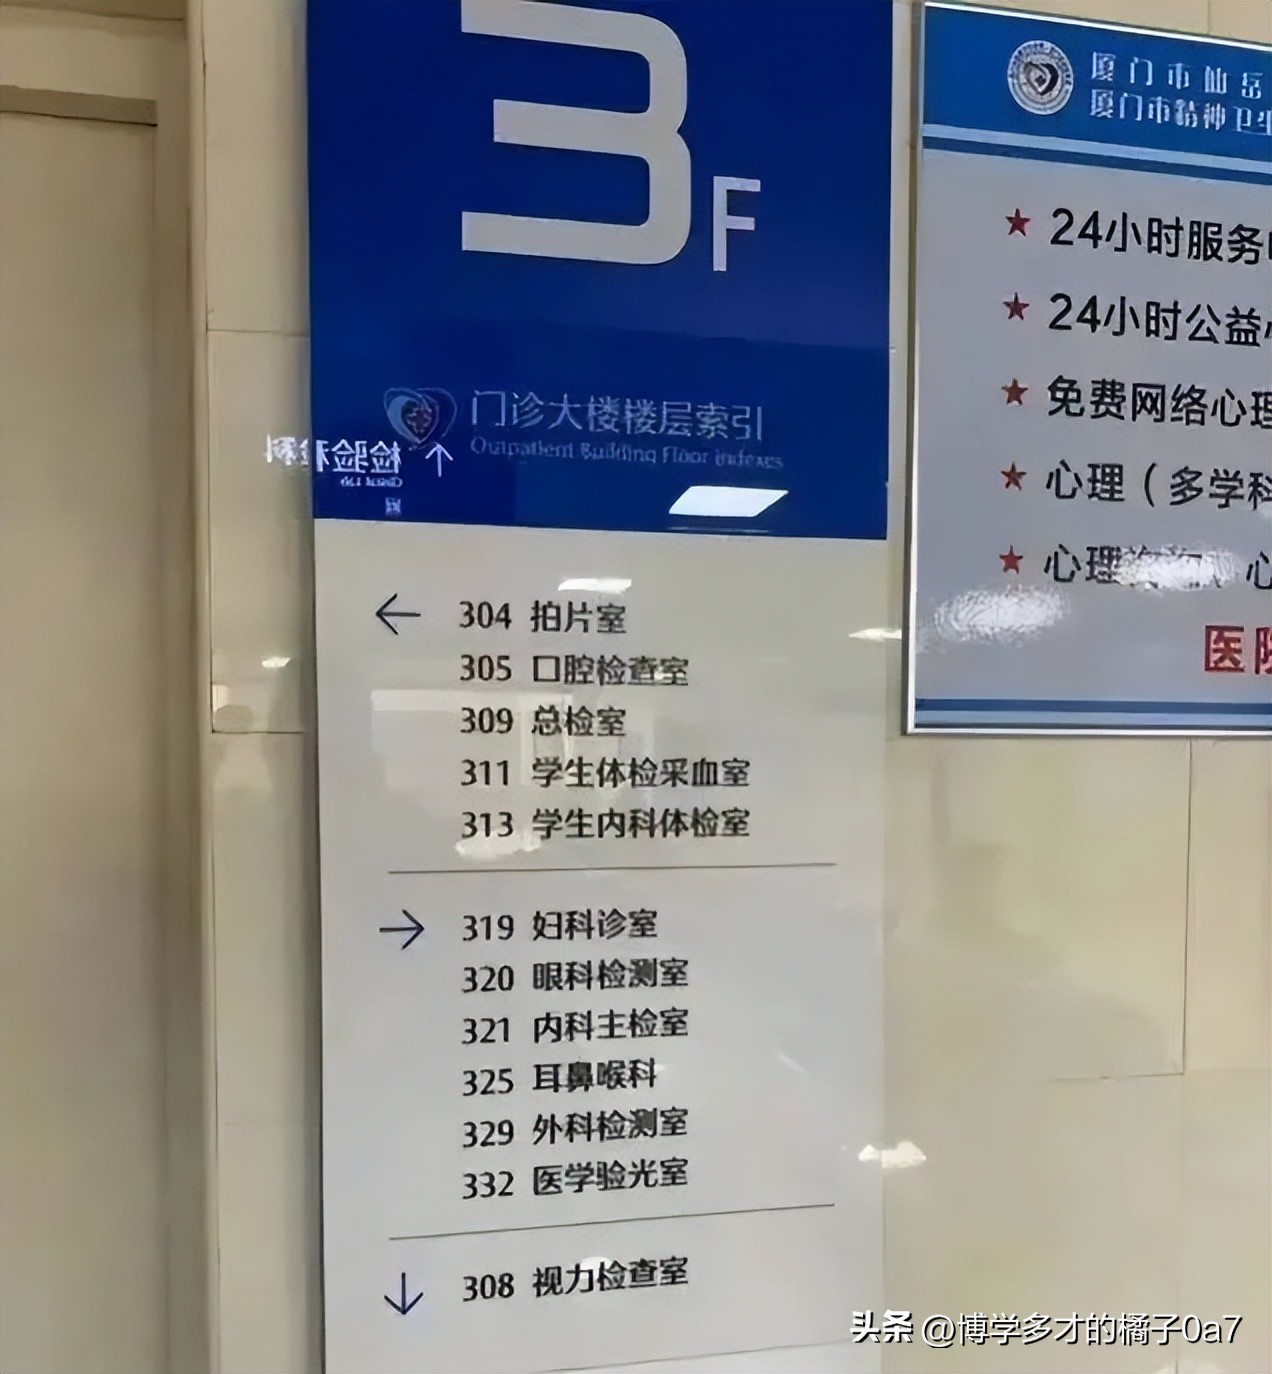 3F
门诊大楼楼层索引
Outpatient Building Floor Indexes
检验科
← 304 拍片室
305 口腔检查室
309 总检室
311 学生体检采血室
313 学生内科体检室
→ 319 妇科诊室
320 眼科检测室
321 内科主检室
325 耳鼻喉科
329 外科检测室
332 医学验光室
↓ 308 视力检查室
厦门市仙岳
厦门市精神卫生
★ 24小时服务
★ 24小时公益
★ 免费网络心理
★ 心理（多学科
★ 心理
医院
头条 @博学多才的橘子0a7